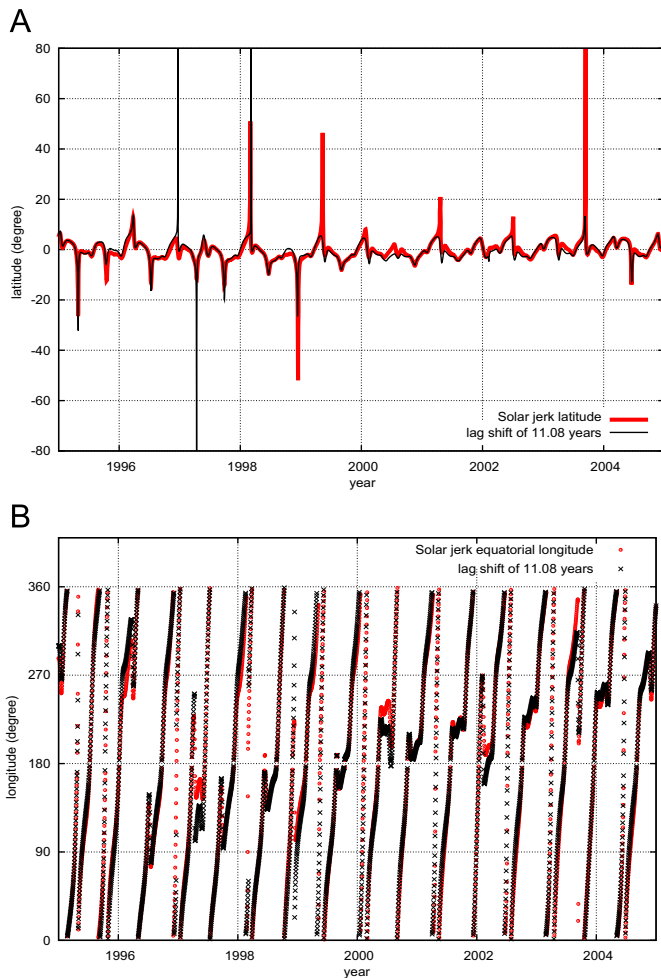 A
80
60
40
20
0
-20
-40
-60
-80
latitude (degree)
Solar jerk latitude
lag shift of 11.08 years
1996 1998 2000 2002 2004
year
B
360
270
180
90
0
longitude (degree)
Solar jerk equatorial longitude
lag shift of 11.08 years
1996 1998 2000 2002 2004
year